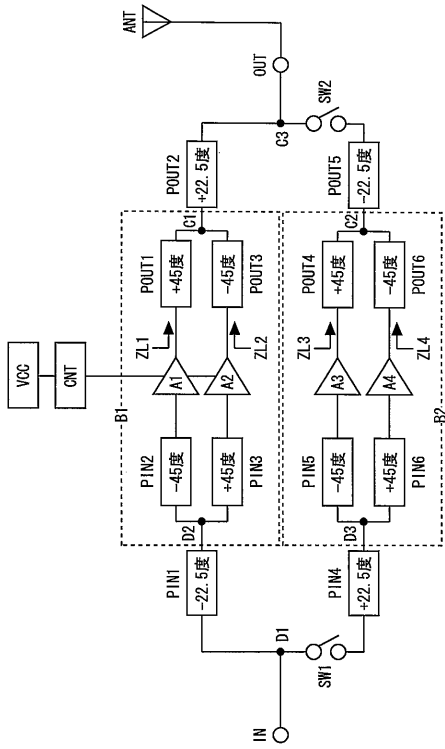 ANT
VCC
CNT
OUT
SW2
C3
POUT2
+22.5度
POUT5
-22.5度
C1
C2
POUT1
+45度
POUT3
-45度
POUT4
+45度
POUT6
-45度
ZL1
ZL2
ZL3
ZL4
A1
A2
A3
A4
B1
B2
PIN2
-45度
PIN3
+45度
PIN5
-45度
PIN6
+45度
D2
D3
PIN1
-22.5度
PIN4
+22.5度
D1
SW1
IN